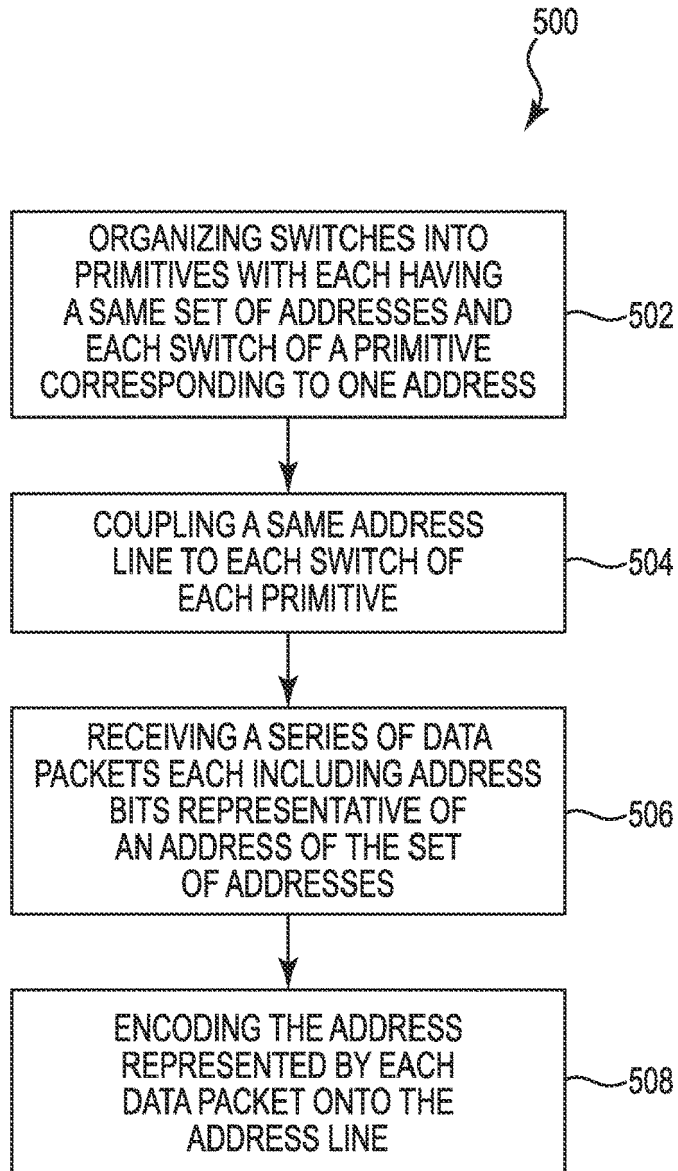 500
ORGANIZING SWITCHES INTO
PRIMITIVES WITH EACH HAVING
A SAME SET OF ADDRESSES AND
EACH SWITCH OF A PRIMITIVE
CORRESPONDING TO ONE ADDRESS
502
COUPLING A SAME ADDRESS
LINE TO EACH SWITCH OF
EACH PRIMITIVE
504
RECEIVING A SERIES OF DATA
PACKETS EACH INCLUDING ADDRESS
BITS REPRESENTATIVE OF
AN ADDRESS OF THE SET
OF ADDRESSES
506
ENCODING THE ADDRESS
REPRESENTED BY EACH
DATA PACKET ONTO THE
ADDRESS LINE
508